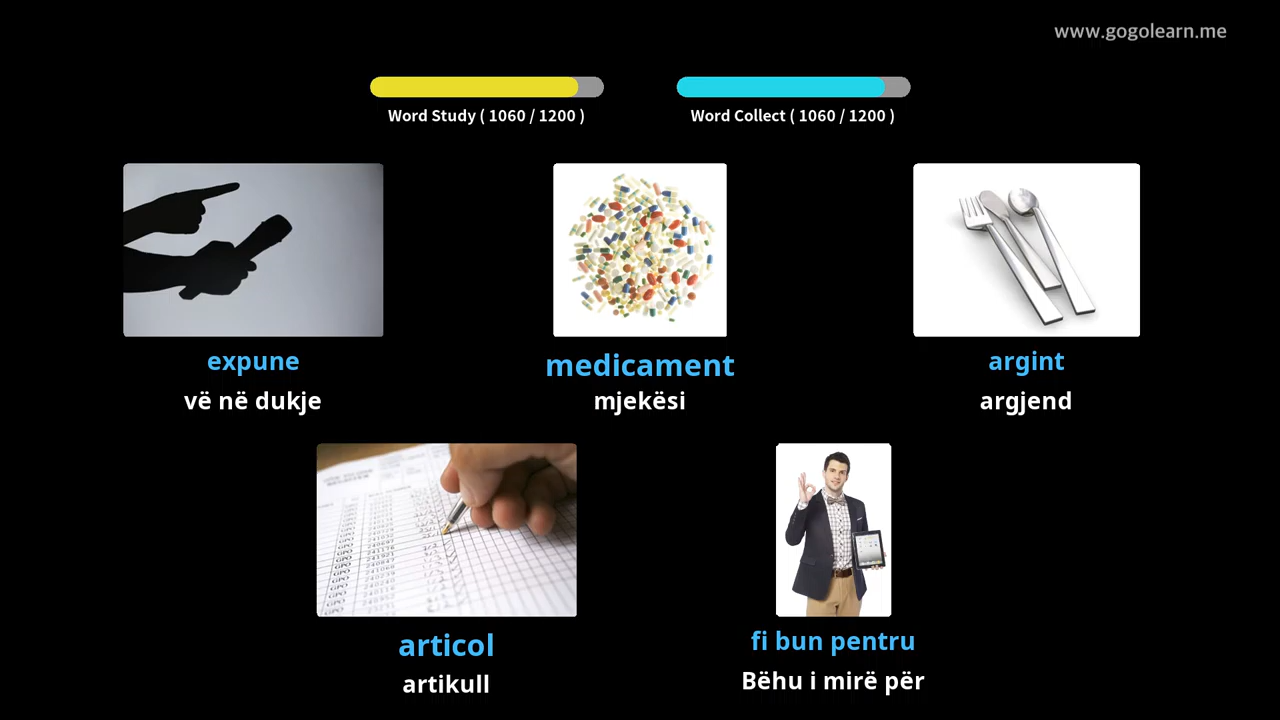 www.gogolearn.me
Word Study ( 1060 / 1200 )
Word Collect ( 1060 / 1200 )
expune
medicament
argint
vë në dukje
mjekësi
argjend
articol
fi bun pentru
artikull
Bëhu i mirë për